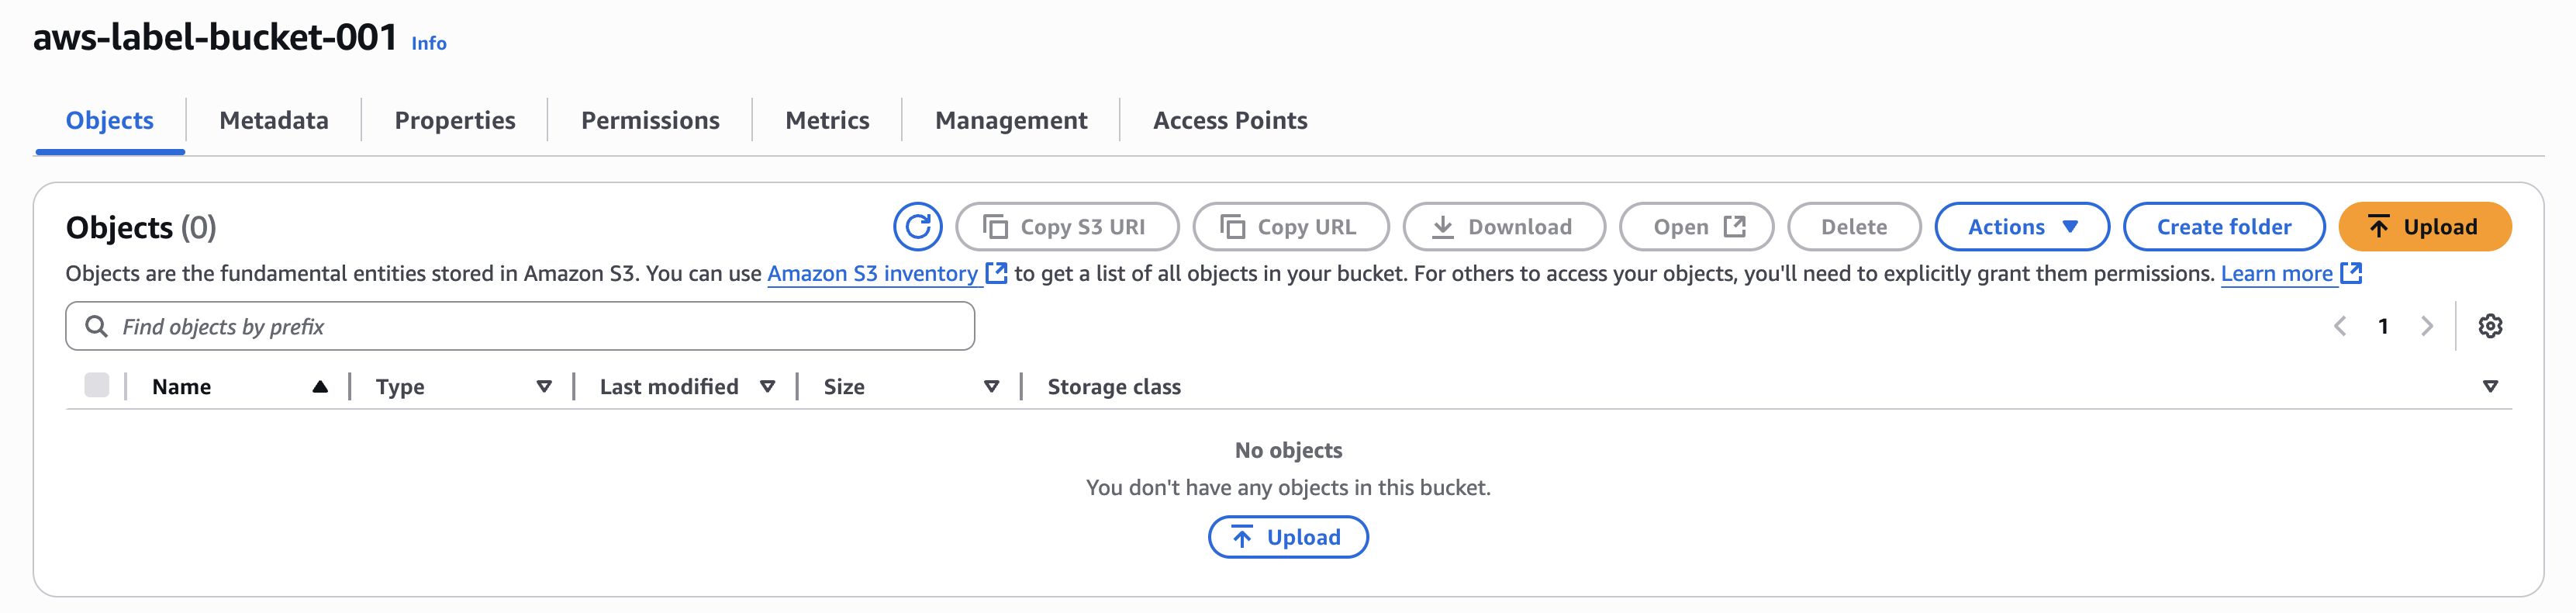 aws-label-bucket-001 Info
Objects Metadata Properties Permissions Metrics Management Access Points
Objects (0) Copy S3 URI Copy URL Download Open Delete Actions Create folder Upload
Objects are the fundamental entities stored in Amazon S3. You can use Amazon S3 inventory to get a list of all objects in your bucket. For others to access your objects, you'll need to explicitly grant them permissions. Learn more
Find objects by prefix 1
Name Type Last modified Size Storage class
No objects
You don't have any objects in this bucket.
Upload